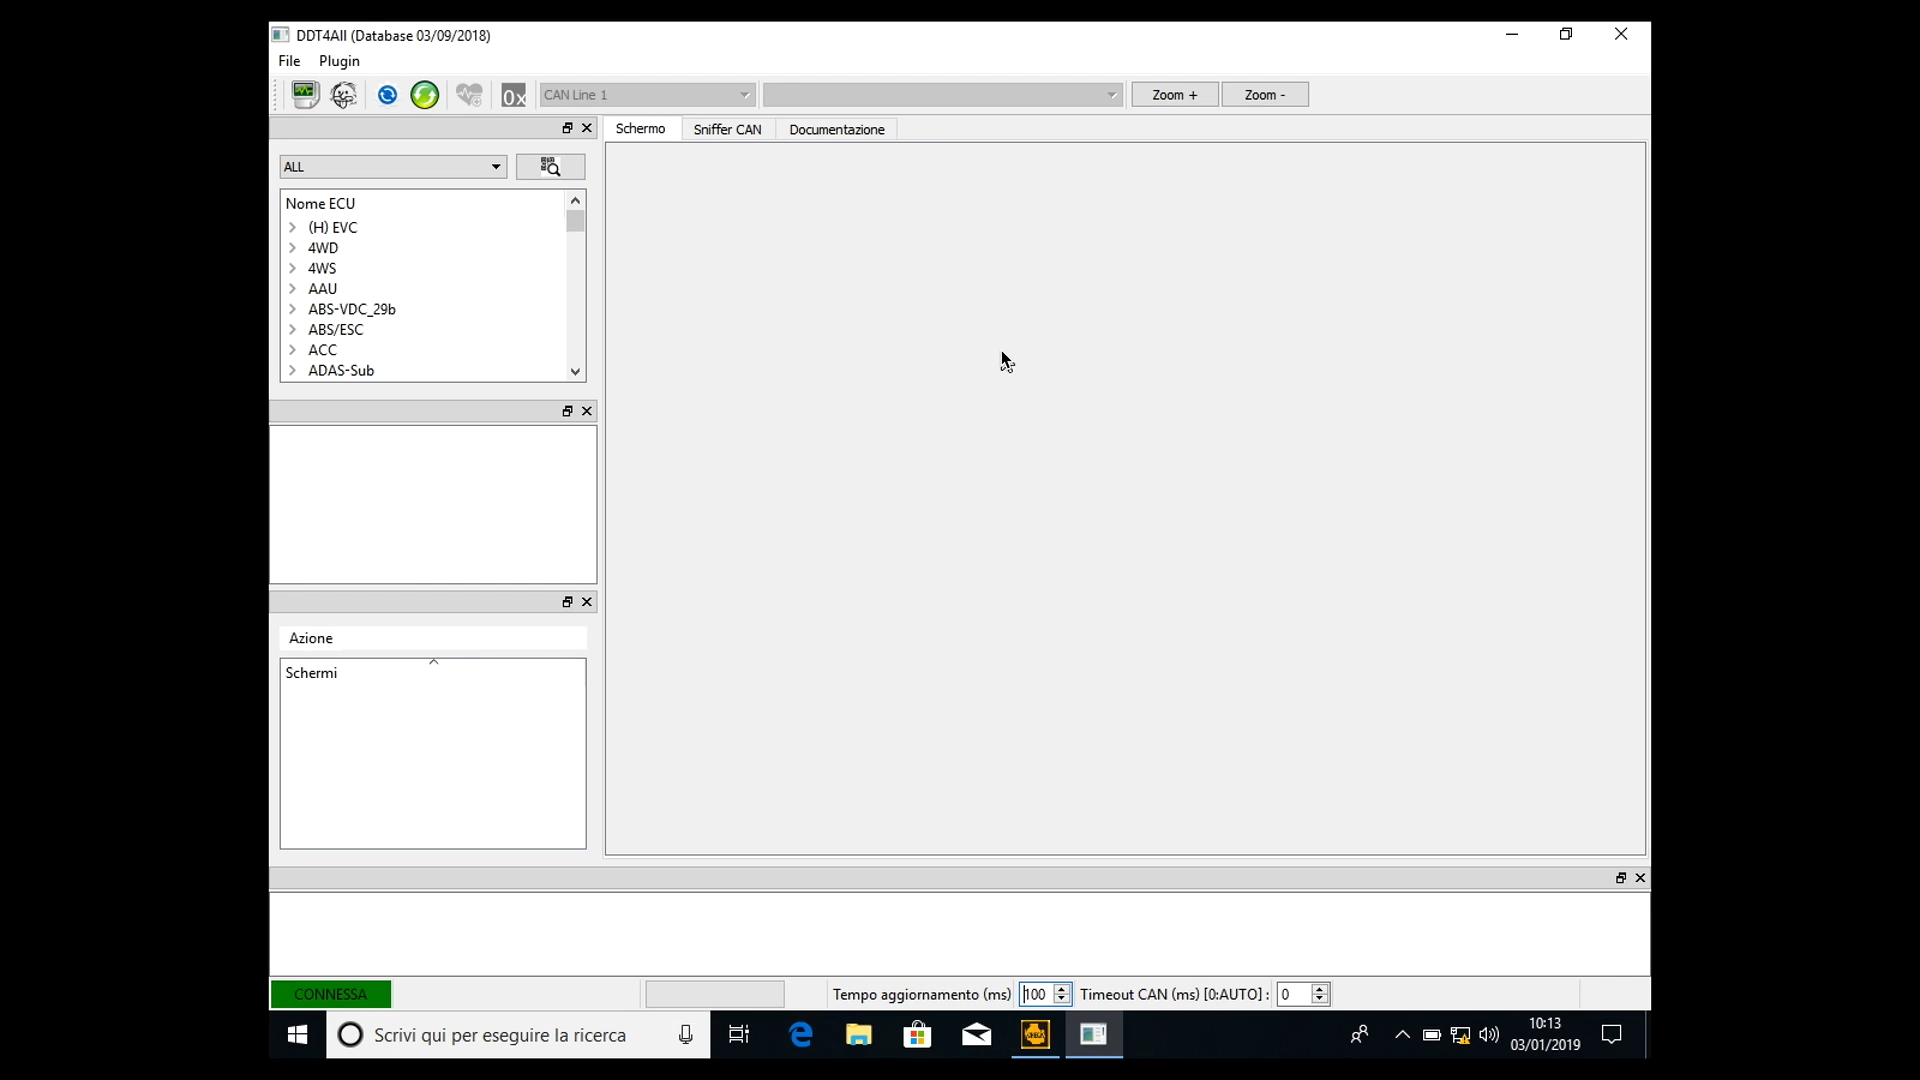 DDT4All (Database 03/09/2018)
File Plugin
0x CAN Line 1 Zoom + Zoom -
Schermo Sniffer CAN Documentazione
ALL
Nome ECU
(H) EVC
4WD
4WS
AAU
ABS-VDC_29b
ABS/ESC
ACC
ADAS-Sub
Azione
Schermi
CONNESSA Tempo aggiornamento (ms) 100 Timeout CAN (ms) [0:AUTO] : 0
Scrivi qui per eseguire la ricerca
10:13
03/01/2019